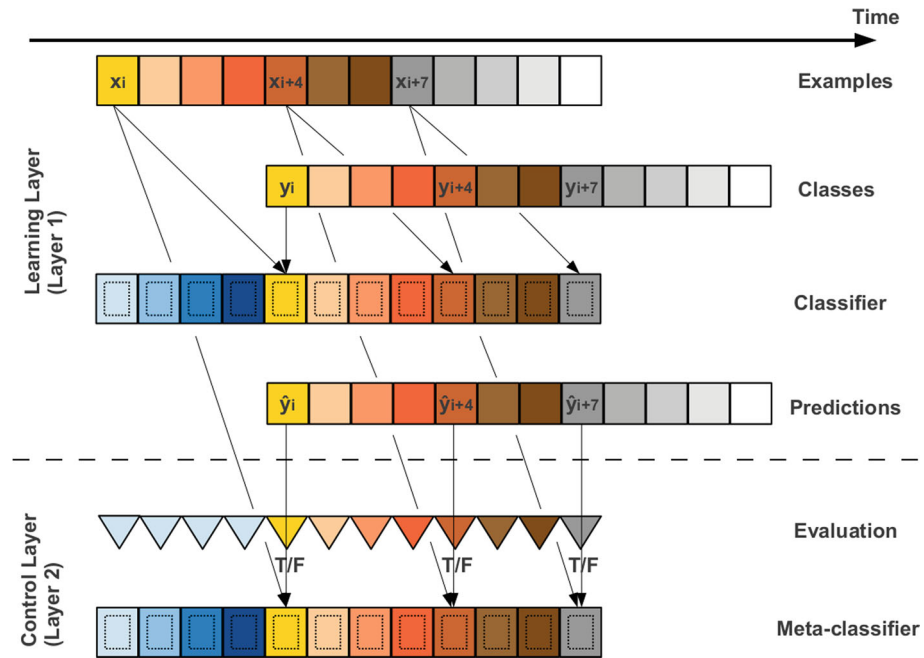 Time
xi xi+4 xi+7 Examples
yi yi+4 yi+7 Classes
Learning Layer
(Layer 1)
Classifier
ŷi ŷi+4 ŷi+7 Predictions
Evaluation
T/F T/F T/F
Control Layer
(Layer 2)
Meta-classifier